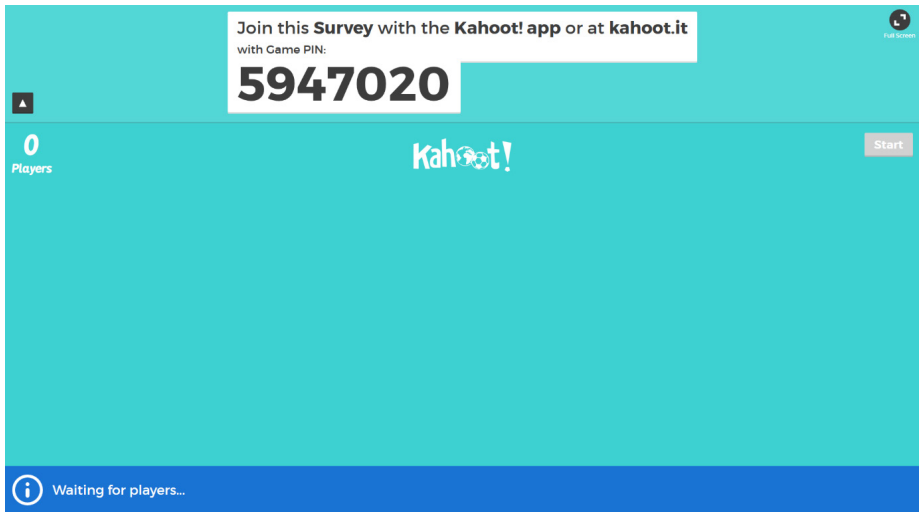 Join this Survey with the Kahoot! app or at kahoot.it
with Game PIN:
5947020
Full Screen
0
Players
Kahoot!
Start
Waiting for players...